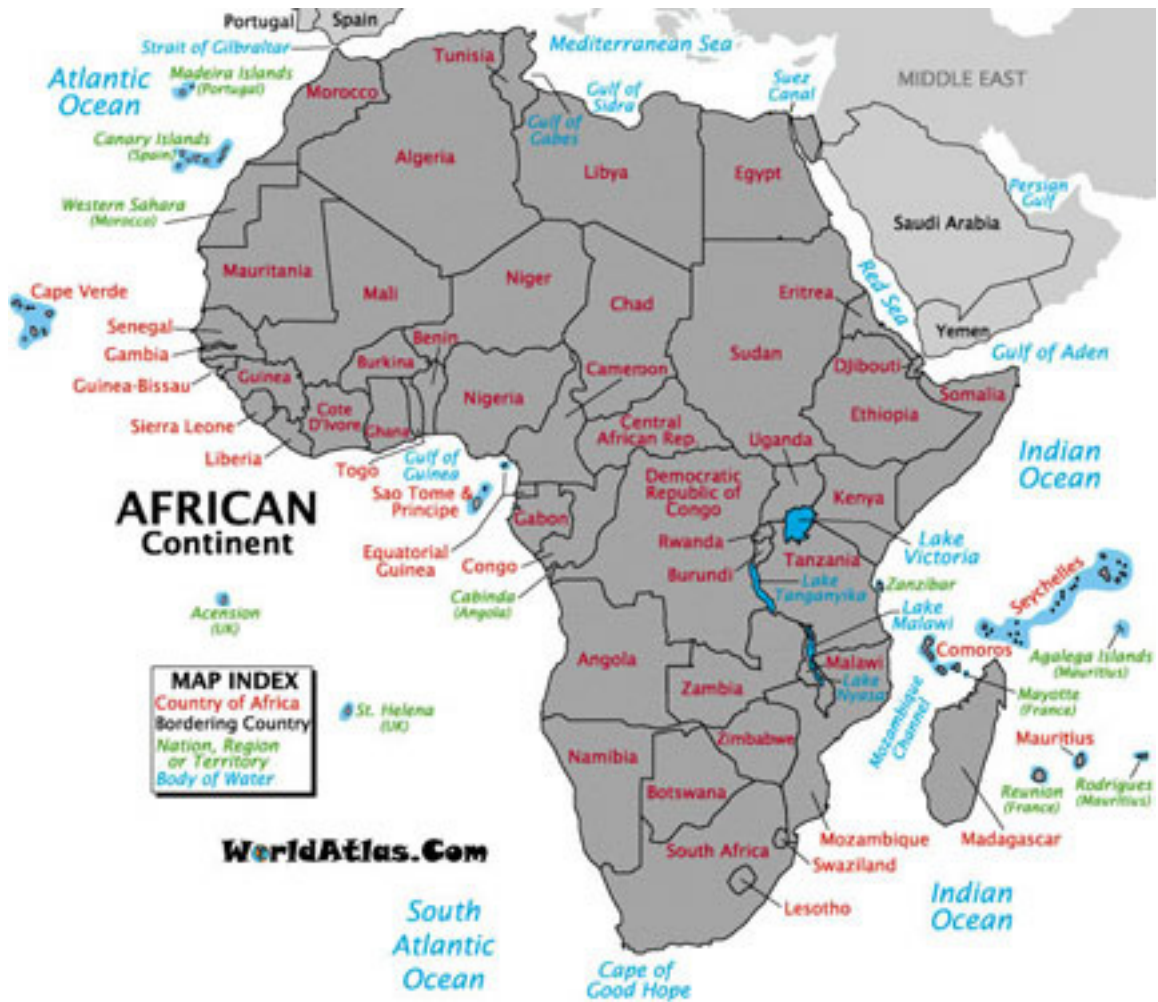 Portugal
Spain
Strait of Gilbraltar
Mediterranean Sea
Tunisia
Atlantic
Ocean
Madeira Islands
(Portugal)
Morocco
Gulf of
Sidra
Suez
Canal
MIDDLE EAST
Gulf of
Gabes
Canary Islands
(Spain)
Algeria
Libya
Egypt
Persian
Gulf
Western Sahara
(Morocco)
Saudi Arabia
Red Sea
Mauritania
Mali
Niger
Chad
Eritrea
Cape Verde
Senegal
Gambia
Guinea-Bissau
Benin
Burkina
Sudan
Yemen
Gulf of Aden
Djibouti
Guinea
Nigeria
Cameroon
Somalia
Cote
D'Ivore
Ghana
Ethiopia
Sierra Leone
Central
African Rep.
Uganda
Liberia
Togo
Gulf of
Guinea
Indian
Ocean
Democratic
Republic of
Congo
Kenya
Sao Tome &
Principe
AFRICAN
Continent
Gabon
Rwanda
Lake
Victoria
Equatorial
Guinea
Congo
Burundi
Tanzania
Cabinda
(Angola)
Lake
Tanganyika
Zanzibar
Seychelles
Acension
(UK)
Lake
Malawi
Comoros
Agalega Islands
(Mauritius)
Angola
Malawi
Zambia
Lake
Nyasa
Mayotte
(France)
MAP INDEX
Country of Africa
Bordering Country
Nation, Region
or Territory
Body of Water
St. Helena
(UK)
Mozambique
Channel
Mauritius
Zimbabwe
Namibia
Botswana
Reunion
(France)
Rodrigues
(Mauritius)
WorldAtlas.Com
South Africa
Mozambique
Madagascar
Swaziland
Lesotho
Indian
Ocean
South
Atlantic
Ocean
Cape of
Good Hope